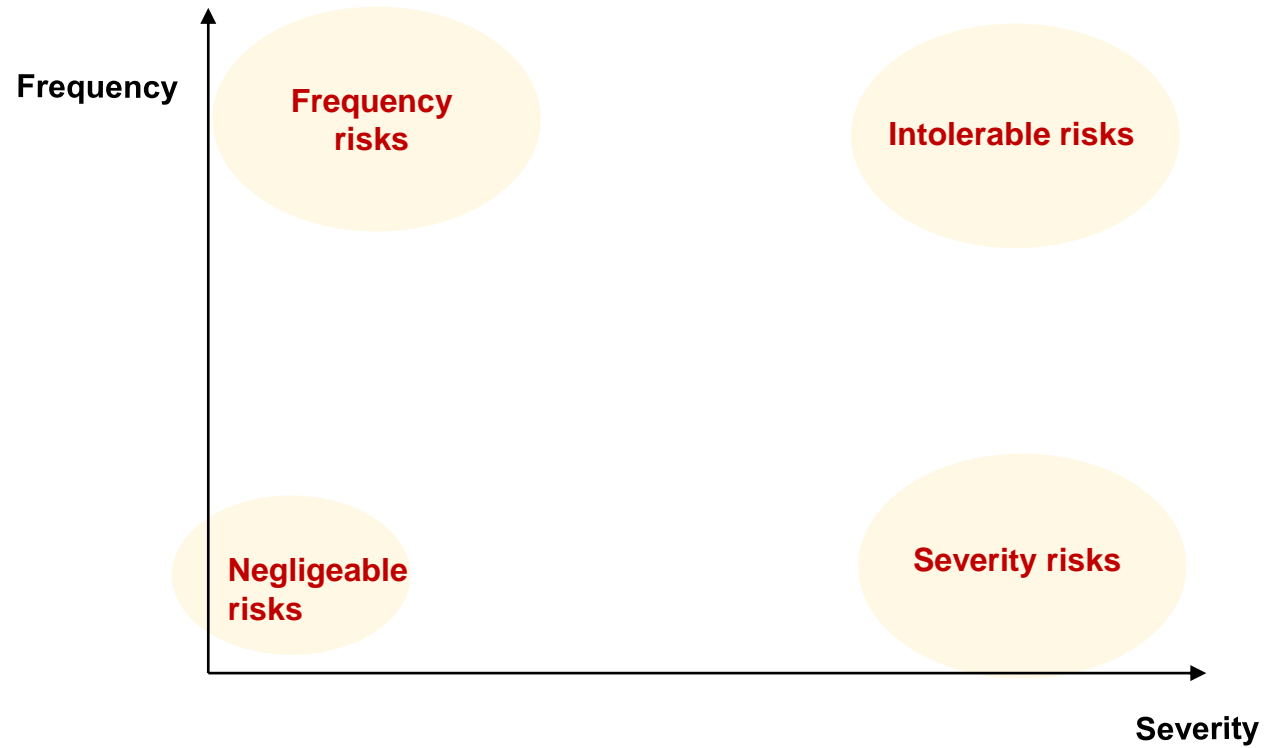 Frequency
Frequency
risks
Intolerable risks
Negligeable
risks
Severity risks
Severity